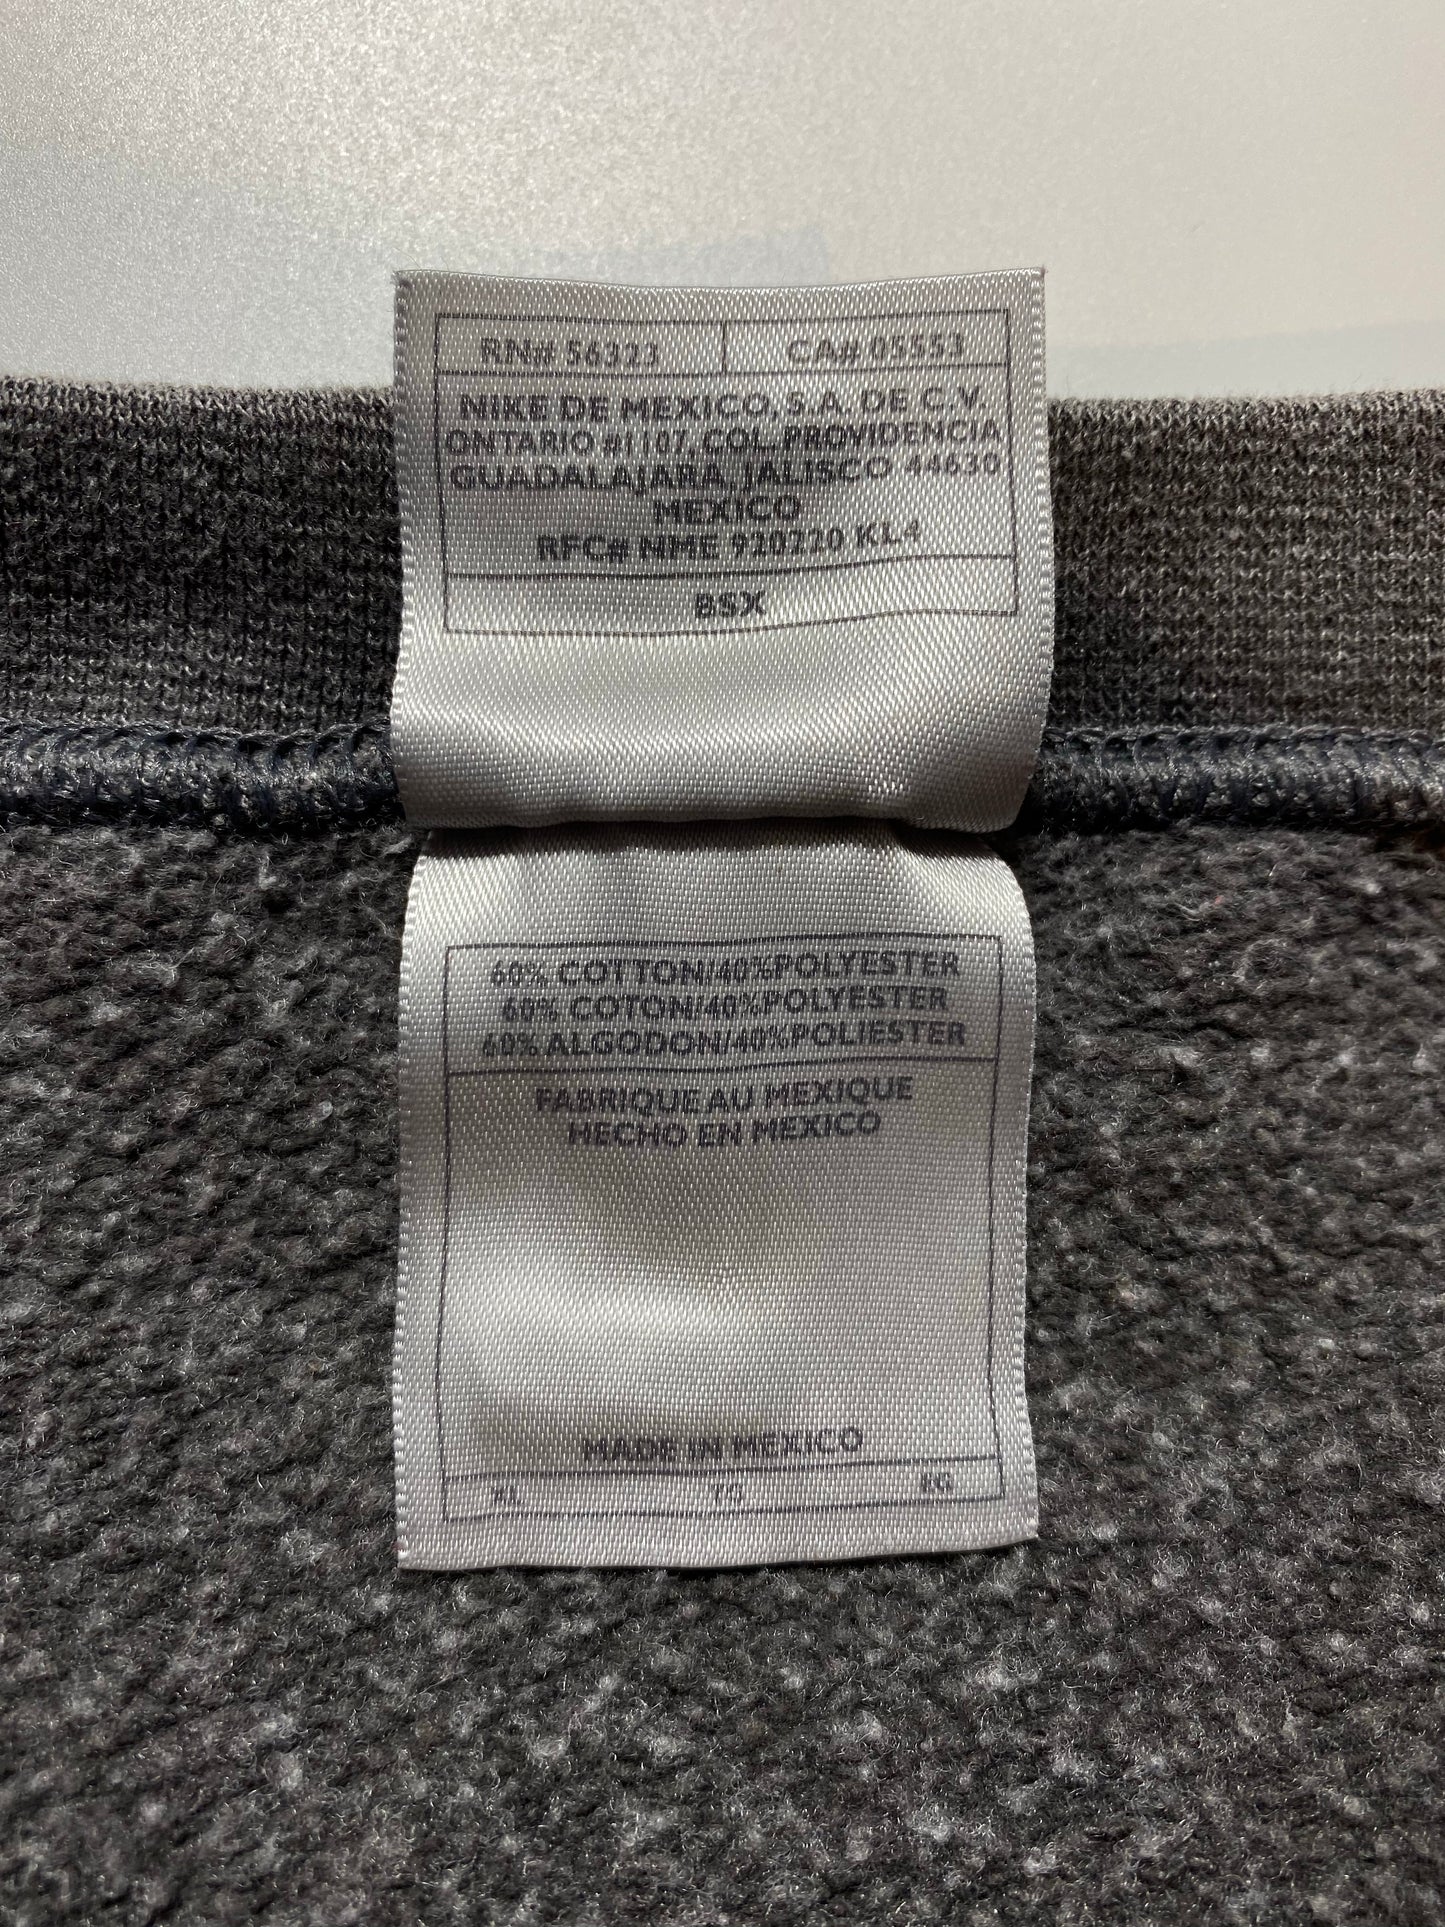 RN# 56323 CA# 05553
NIKE DE MEXICO, S.A. DE C.V.
ONTARIO #1107, COL. PROVIDENCIA
GUADALAJARA, JALISCO 44630
MEXICO
RFC# NME 920220 KL4
BSX
60% COTTON/40%POLYESTER
60% COTON/40%POLYESTER
60% ALGODON/40%POLIESTER
FABRIQUE AU MEXIQUE
HECHO EN MEXICO
MADE IN MEXICO
XL TG